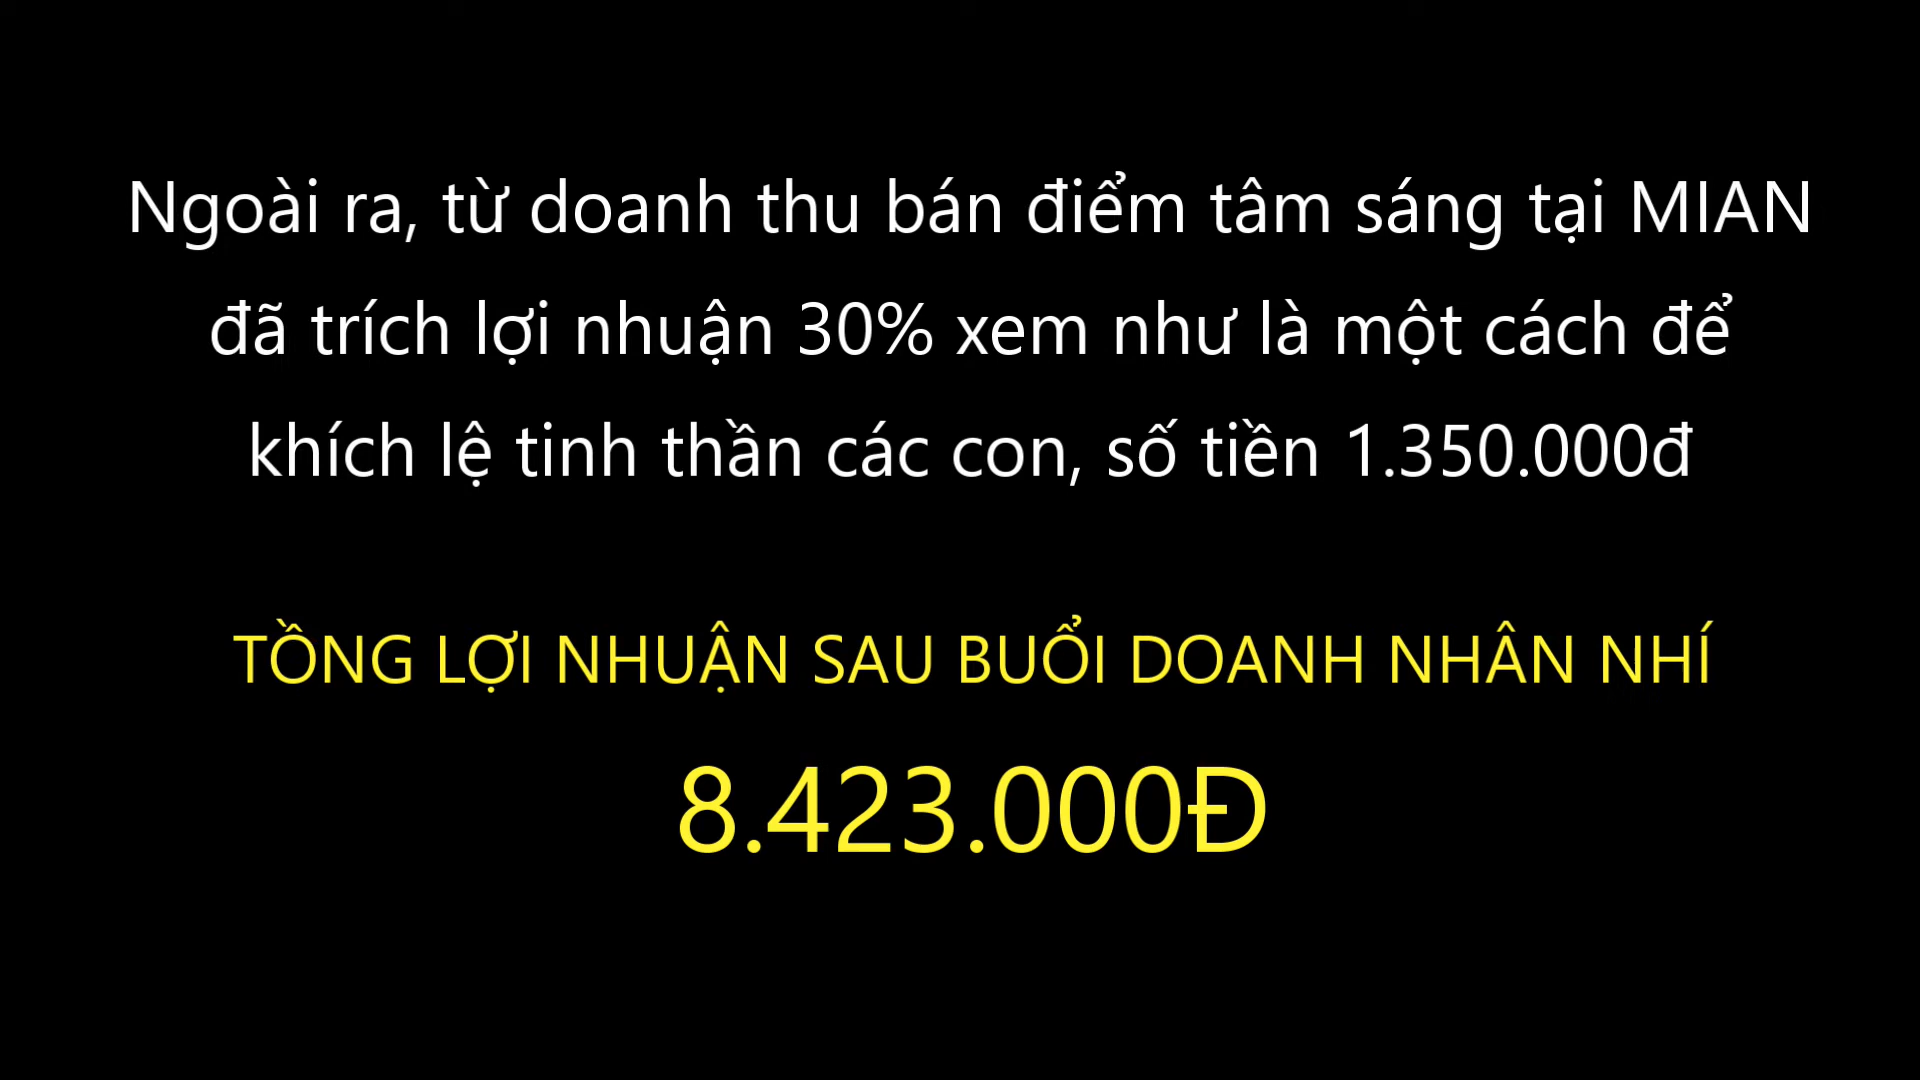 Ngoài ra, từ doanh thu bán điểm tâm sáng tại MIAN
đã trích lợi nhuận 30% xem như là một cách để
khích lệ tinh thần các con, số tiền 1.350.000đ
TỒNG LỢI NHUẬN SAU BUỔI DOANH NHÂN NHÍ
8.423.000Đ